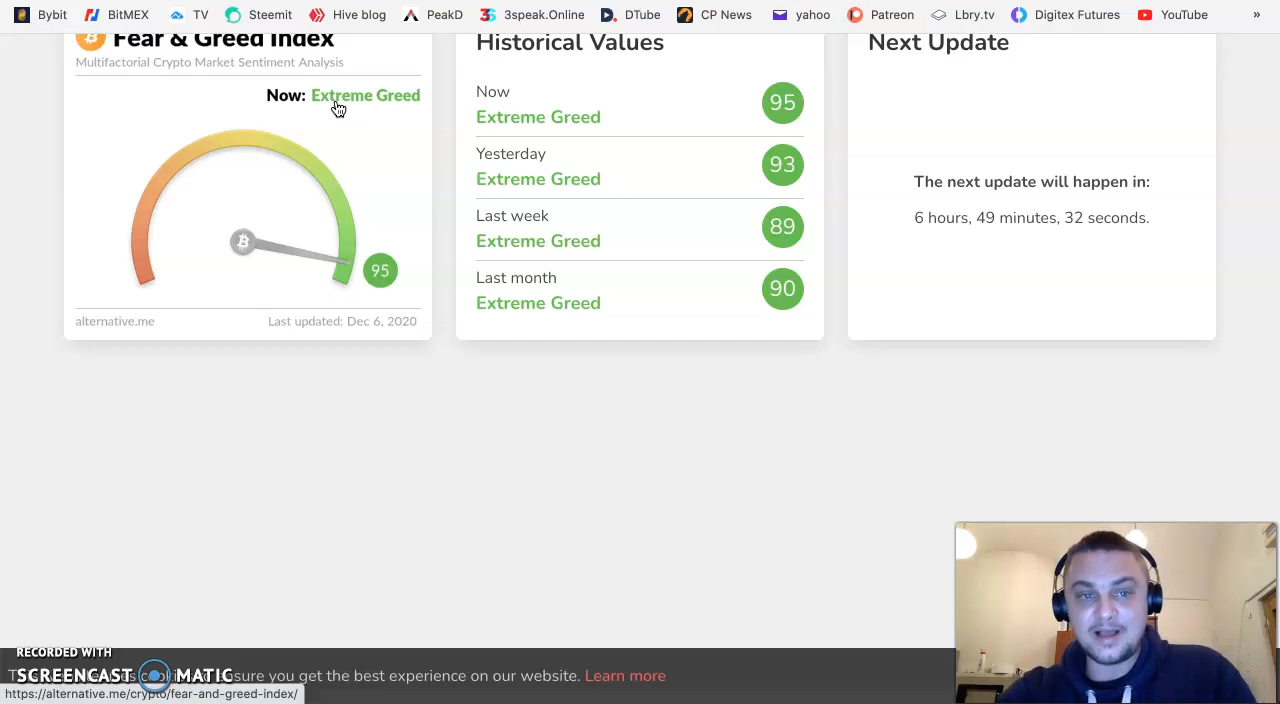 Bybit BitMEX TV Steemit Hive blog PeakD 3speak.Online DTube CP News yahoo Patreon Lbry.tv Digitex Futures YouTube »
Fear & Greed Index
Multifactorial Crypto Market Sentiment Analysis
Now: Extreme Greed
95
alternative.me
Last updated: Dec 6, 2020
Historical Values
Now
Extreme Greed
95
Yesterday
Extreme Greed
93
Last week
Extreme Greed
89
Last month
Extreme Greed
90
Next Update
The next update will happen in:
6 hours, 49 minutes, 32 seconds.
RECORDED WITH
SCREENCAST MATIC
ensure you get the best experience on our website. Learn more
https://alternative.me/crypto/fear-and-greed-index/